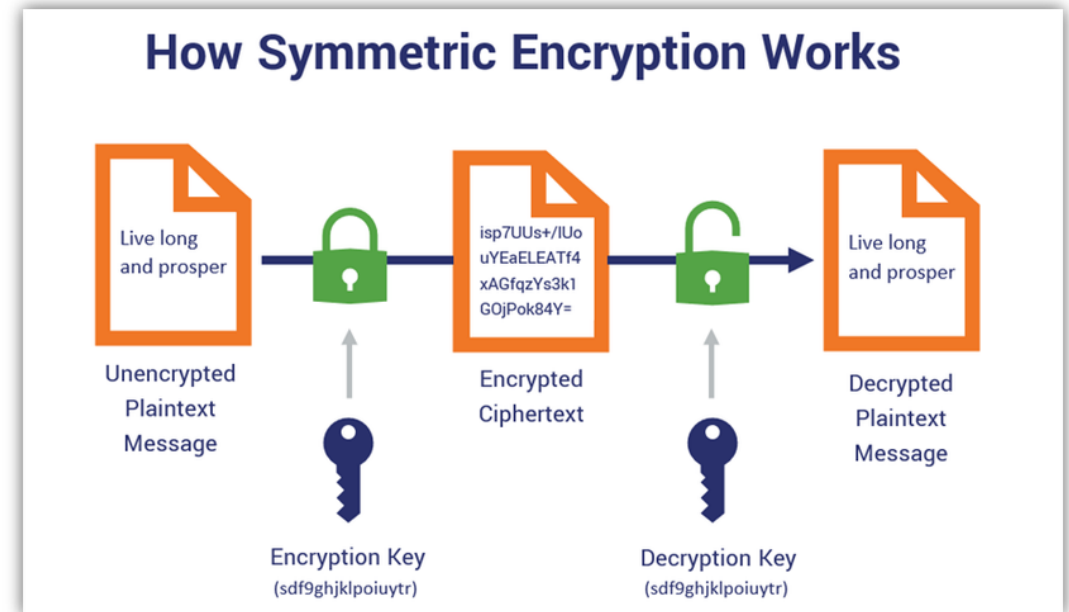 How Symmetric Encryption Works
Live long
and prosper
isp7UUs+/IUo
uYEaELEATf4
xAGfqzYs3k1
GOjPok84Y=
Live long
and prosper
Unencrypted
Plaintext
Message
Encrypted
Ciphertext
Decrypted
Plaintext
Message
Encryption Key
(sdf9ghjklpoiuytr)
Decryption Key
(sdf9ghjklpoiuytr)